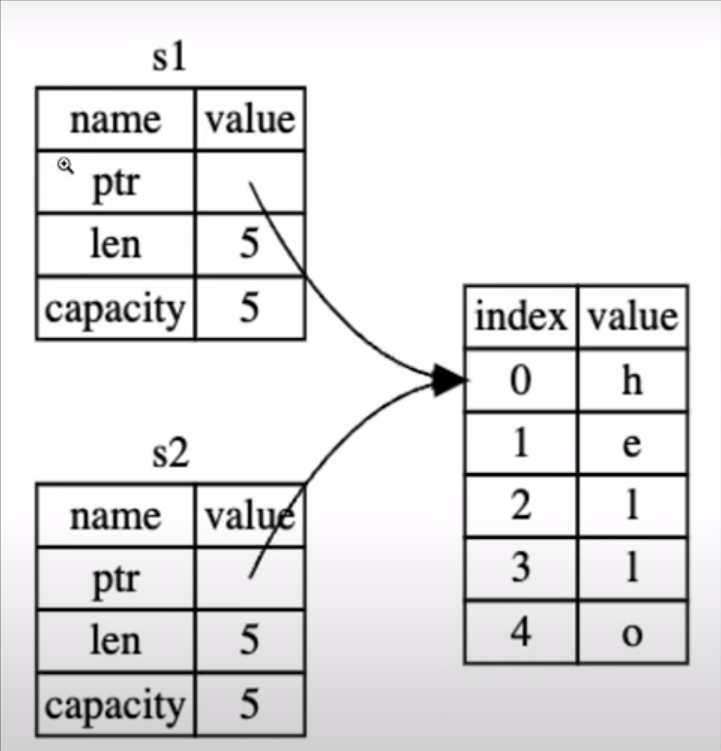 s1
name value
ptr
len 5
capacity 5
s2
name value
ptr
len 5
capacity 5
index value
0 h
1 e
2 l
3 l
4 o